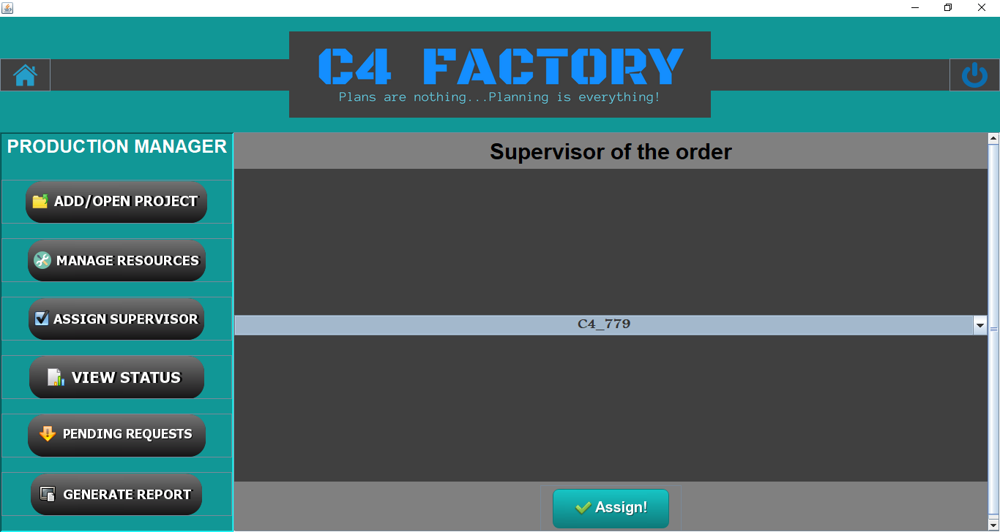 C4 FACTORY
Plans are nothing...Planning is everything!
PRODUCTION MANAGER
ADD/OPEN PROJECT
MANAGE RESOURCES
ASSIGN SUPERVISOR
VIEW STATUS
PENDING REQUESTS
GENERATE REPORT
Supervisor of the order
C4_779
Assign!